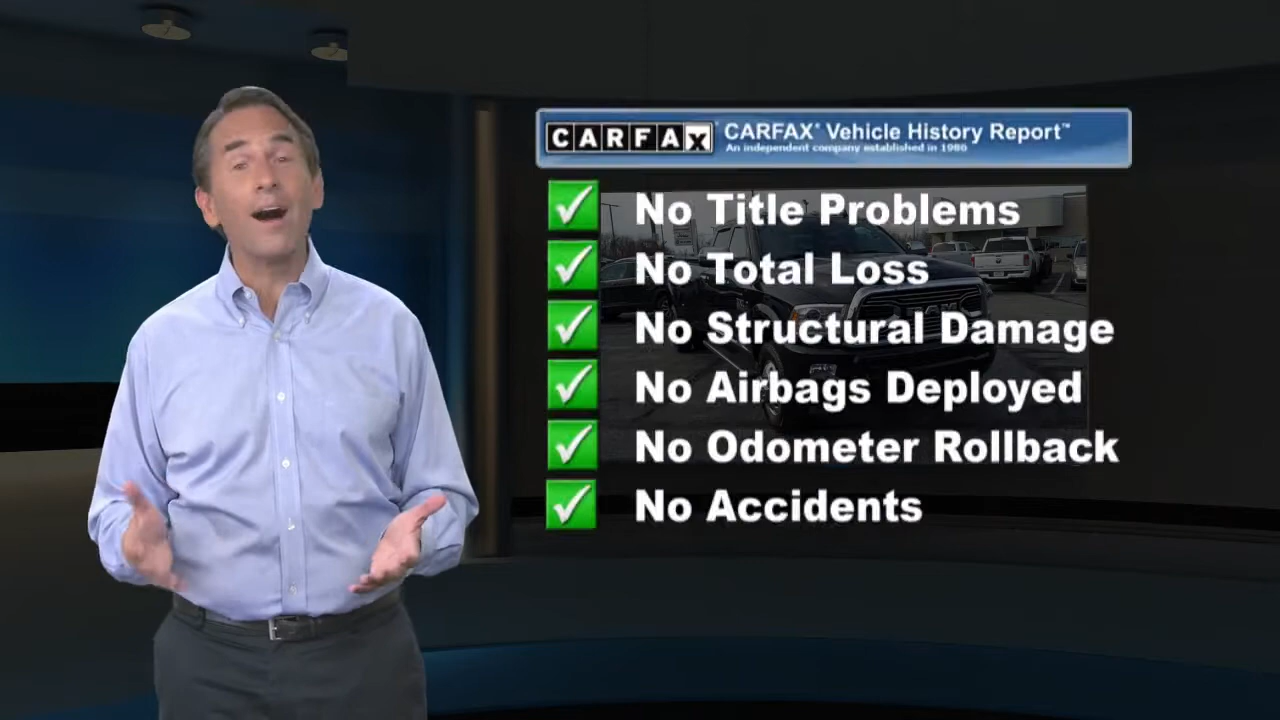 CARFAX CARFAX® Vehicle History Report™
An independent company established in 1986
No Title Problems
No Total Loss
No Structural Damage
No Airbags Deployed
No Odometer Rollback
No Accidents
RAM